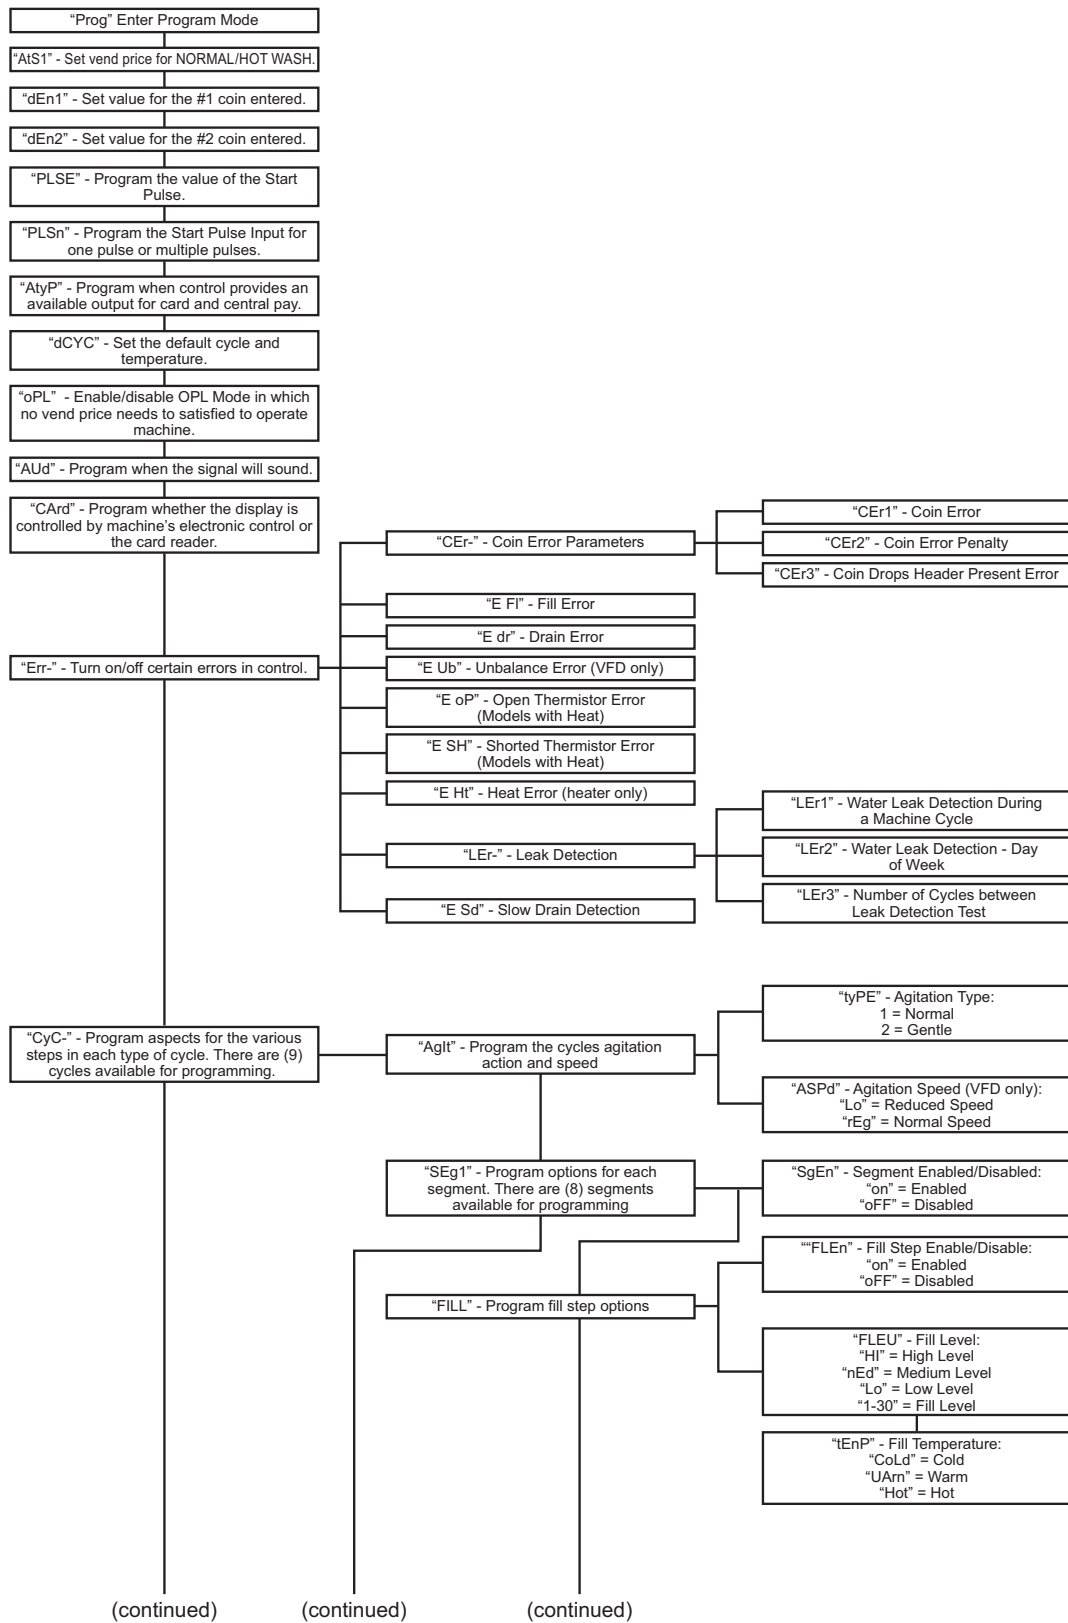 “Prog” Enter Program Mode
“AtS1” - Set vend price for NORMAL/HOT WASH.
“dEn1” - Set value for the #1 coin entered.
“dEn2” - Set value for the #2 coin entered.
“PLSE” - Program the value of the Start
Pulse.
“PLSn” - Program the Start Pulse Input for
one pulse or multiple pulses.
“AtyP” - Program when control provides an
available output for card and central pay.
“dCYC” - Set the default cycle and
temperature.
“oPL” - Enable/disable OPL Mode in which
no vend price needs to satisfied to operate
machine.
“AUd” - Program when the signal will sound.
“CArd” - Program whether the display is
controlled by machine’s electronic control or
the card reader.
“Err-” - Turn on/off certain errors in control.
“CEr-” - Coin Error Parameters
“CEr1” - Coin Error
“CEr2” - Coin Error Penalty
“CEr3” - Coin Drops Header Present Error
“E Fl” - Fill Error
“E dr” - Drain Error
“E Ub” - Unbalance Error (VFD only)
“E oP” - Open Thermistor Error
(Models with Heat)
“E SH” - Shorted Thermistor Error
(Models with Heat)
“E Ht” - Heat Error (heater only)
“LEr-” - Leak Detection
“LEr1” - Water Leak Detection During
a Machine Cycle
“LEr2” - Water Leak Detection - Day
of Week
“LEr3” - Number of Cycles between
Leak Detection Test
“E Sd” - Slow Drain Detection
“CyC-” - Program aspects for the various
steps in each type of cycle. There are (9)
cycles available for programming.
“AgIt” - Program the cycles agitation
action and speed
“tyPE” - Agitation Type:
1 = Normal
2 = Gentle
“ASPd” - Agitation Speed (VFD only):
“Lo” = Reduced Speed
“rEg” = Normal Speed
“SEg1” - Program options for each
segment. There are (8) segments
available for programming
“SgEn” - Segment Enabled/Disabled:
“on” = Enabled
“oFF” = Disabled
“FILL” - Program fill step options
““FLEn” - Fill Step Enable/Disable:
“on” = Enabled
“oFF” = Disabled
“FLEU” - Fill Level:
“HI” = High Level
“nEd” = Medium Level
“Lo” = Low Level
“1-30” = Fill Level
“tEnP” - Fill Temperature:
“CoLd” = Cold
“UArn” = Warm
“Hot” = Hot
(continued)
(continued)
(continued)